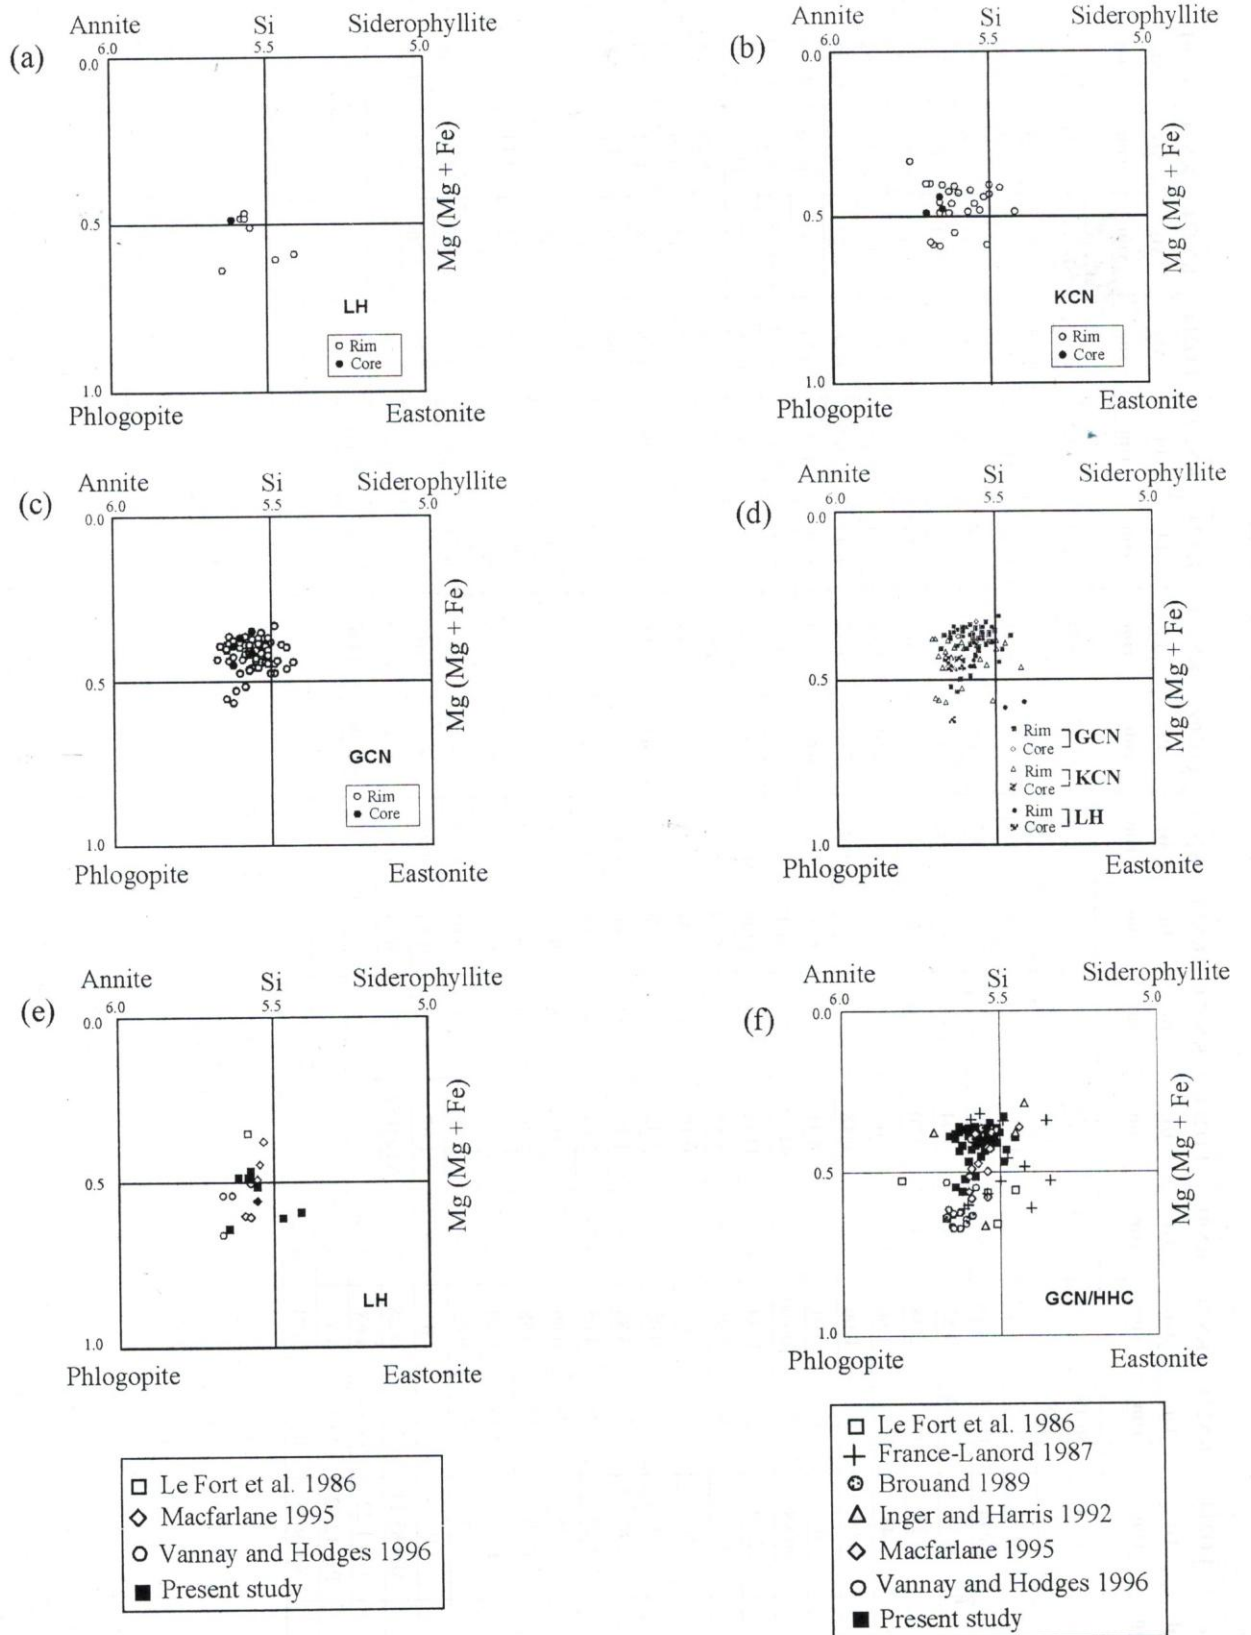 (a)
Annite Si Siderophyllite
6.0 5.5 5.0
0.0
0.5
1.0
Mg (Mg + Fe)
LH
Rim
Core
Phlogopite Eastonite
(b)
Annite Si Siderophyllite
6.0 5.5 5.0
0.0
0.5
1.0
Mg (Mg + Fe)
KCN
Rim
Core
Phlogopite Eastonite
(c)
Annite Si Siderophyllite
6.0 5.5 5.0
0.0
0.5
1.0
Mg (Mg + Fe)
GCN
Rim
Core
Phlogopite Eastonite
(d)
Annite Si Siderophyllite
6.0 5.5 5.0
0.0
0.5
1.0
Mg (Mg + Fe)
Rim
Core ] GCN
Rim
Core ] KCN
Rim
Core ] LH
Phlogopite Eastonite
(e)
Annite Si Siderophyllite
6.0 5.5 5.0
0.0
0.5
1.0
Mg (Mg + Fe)
LH
Phlogopite Eastonite
Le Fort et al. 1986
Macfarlane 1995
Vannay and Hodges 1996
Present study
(f)
Annite Si Siderophyllite
6.0 5.5 5.0
0.0
0.5
1.0
Mg (Mg + Fe)
GCN/HHC
Phlogopite Eastonite
Le Fort et al. 1986
France-Lanord 1987
Brouand 1989
Inger and Harris 1992
Macfarlane 1995
Vannay and Hodges 1996
Present study